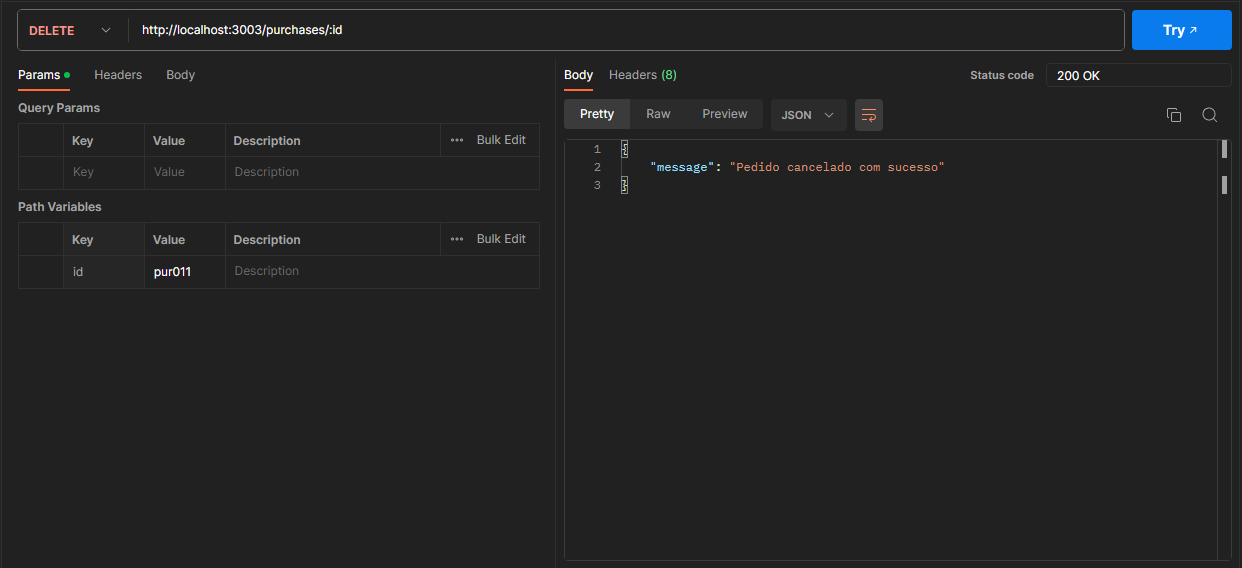 DELETE http://localhost:3003/purchases/:id Try ↗
Params Headers Body
Query Params
Key Value Description ••• Bulk Edit
Key Value Description
Path Variables
Key Value Description ••• Bulk Edit
id pur011 Description
Body Headers (8) Status code 200 OK
Pretty Raw Preview JSON
1 {
2 "message": "Pedido cancelado com sucesso"
3 }